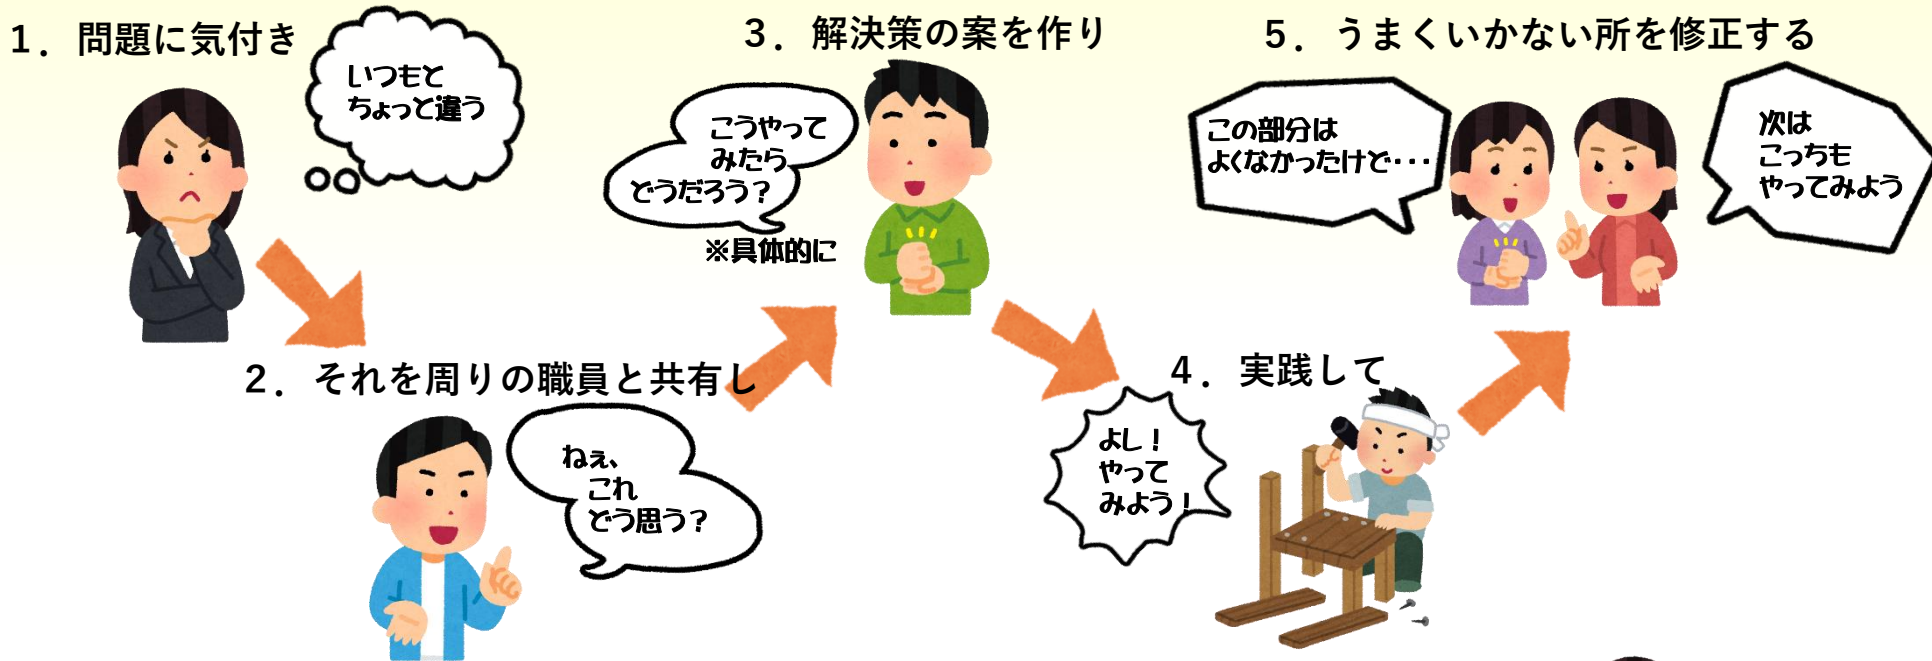 1．問題に気付き
いつもと
ちょっと違う
2．それを周りの職員と共有し
ねぇ、
これ
どう思う？
3．解決策の案を作り
こうやって
みたら
どうだろう？
※具体的に
4．実践して
よし！
やって
みよう！
5．うまくいかない所を修正する
この部分は
よくなかったけど・・・
次は
こっちも
やってみよう